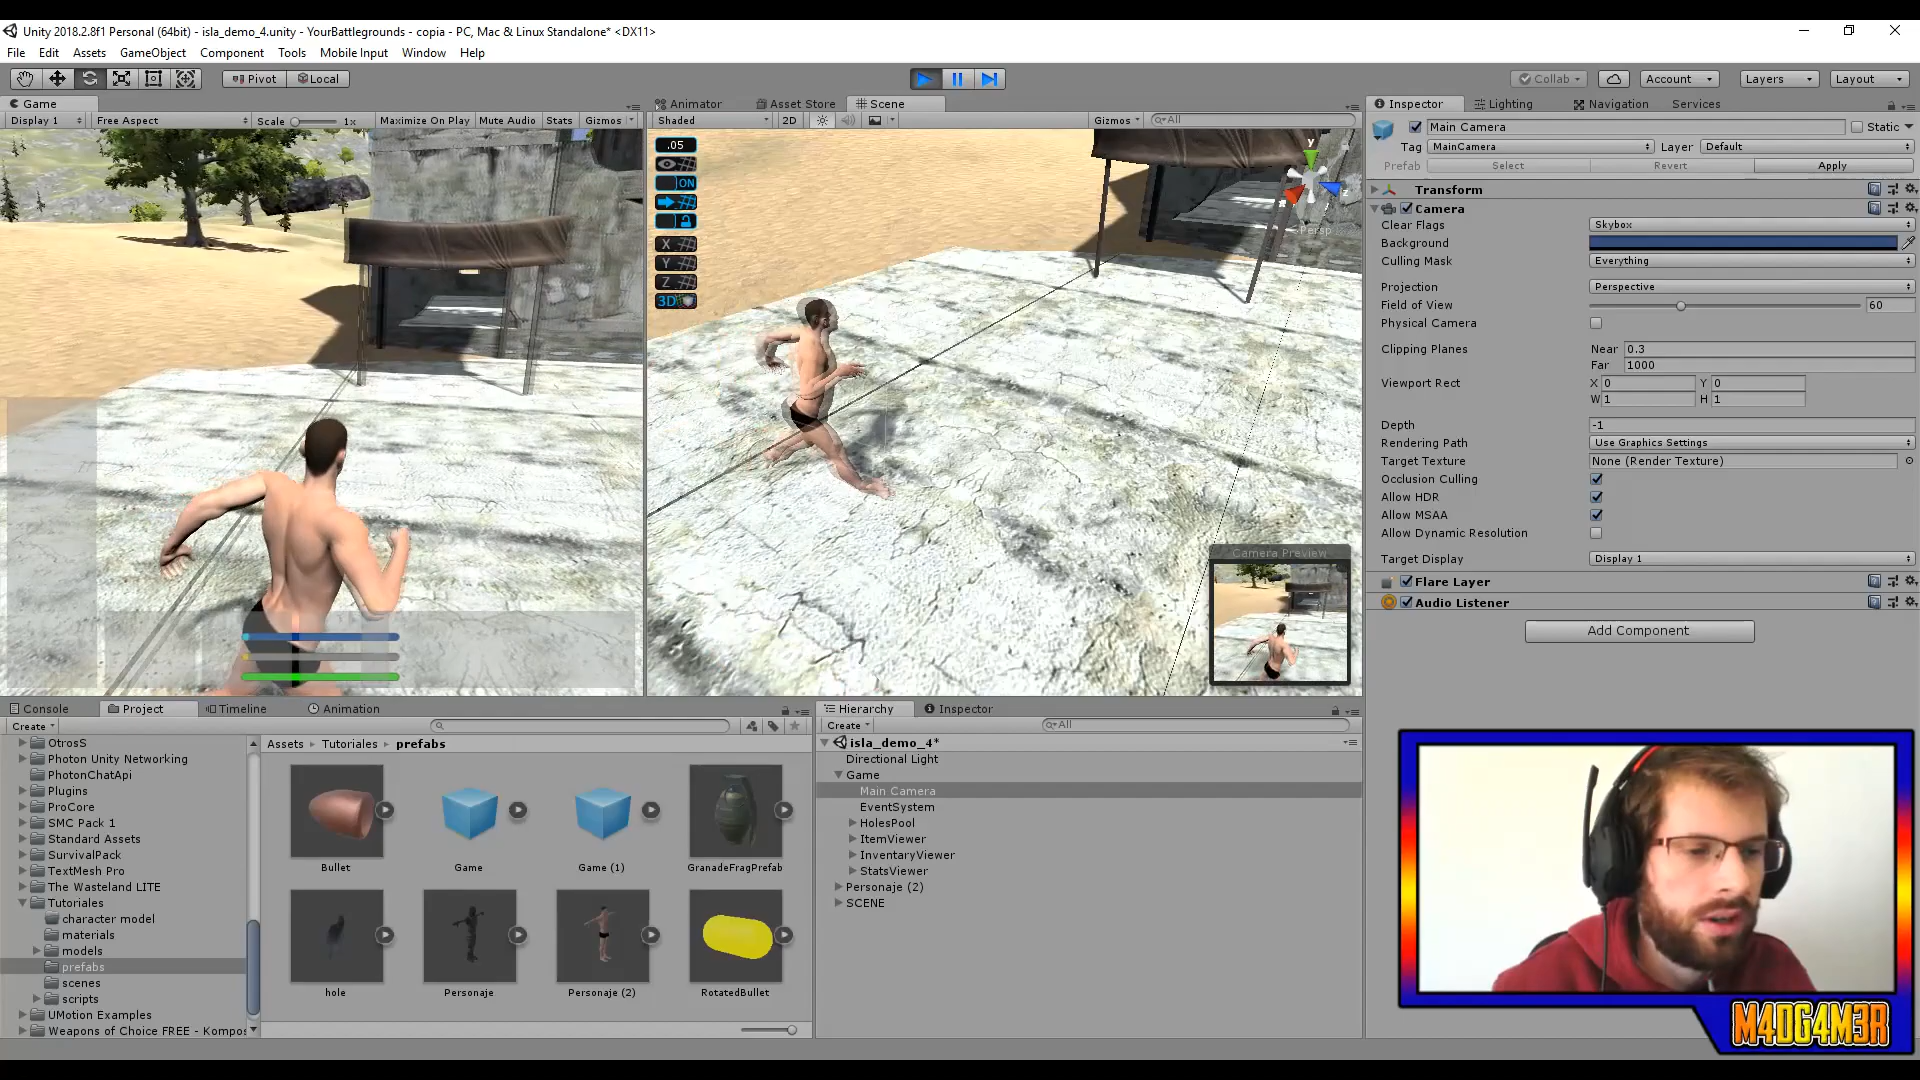 Unity 2018.2.8f1 Personal (64bit) - isla_demo_4.unity - YourBattlegrounds - copia - PC, Mac & Linux Standalone* <DX11>
File Edit Assets GameObject Component Tools Mobile Input Window Help
Pivot Local Collab Account Layers Layout
Game Animator Asset Store Scene Inspector Lighting Navigation Services
Display 1 Free Aspect Scale 1x Maximize On Play Mute Audio Stats Gizmos Shaded 2D Gizmos All
Main Camera Static
Tag MainCamera Layer Default
Prefab Select Revert Apply
.05
ON
X
Y
Z
3D
y
z
Persp
Camera Preview
Transform
Camera
Clear Flags Skybox
Background
Culling Mask Everything
Projection Perspective
Field of View 60
Physical Camera
Clipping Planes Near 0.3
Far 1000
Viewport Rect X 0 Y 0
W 1 H 1
Depth -1
Rendering Path Use Graphics Settings
Target Texture None (Render Texture)
Occlusion Culling
Allow HDR
Allow MSAA
Allow Dynamic Resolution
Target Display Display 1
Flare Layer
Audio Listener
Add Component
Console Project Timeline Animation
Create
OtrosS
Photon Unity Networking
PhotonChatApi
Plugins
ProCore
SMC Pack 1
Standard Assets
SurvivalPack
TextMesh Pro
The Wasteland LITE
Tutoriales
character model
materials
models
prefabs
scenes
scripts
UMotion Examples
Weapons of Choice FREE - Kompos
Assets Tutoriales prefabs
Bullet Game Game (1) GranadeFragPrefab
hole Personaje Personaje (2) RotatedBullet
Hierarchy Inspector
Create All
isla_demo_4*
Directional Light
Game
Main Camera
EventSystem
HolesPool
ItemViewer
InventaryViewer
StatsViewer
Personaje (2)
SCENE
M4DG4M3R